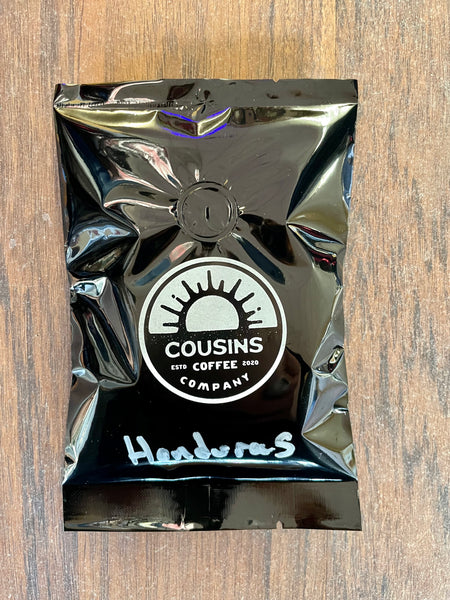 COUSINS
ESTD COFFEE 2020
COMPANY
Honduras